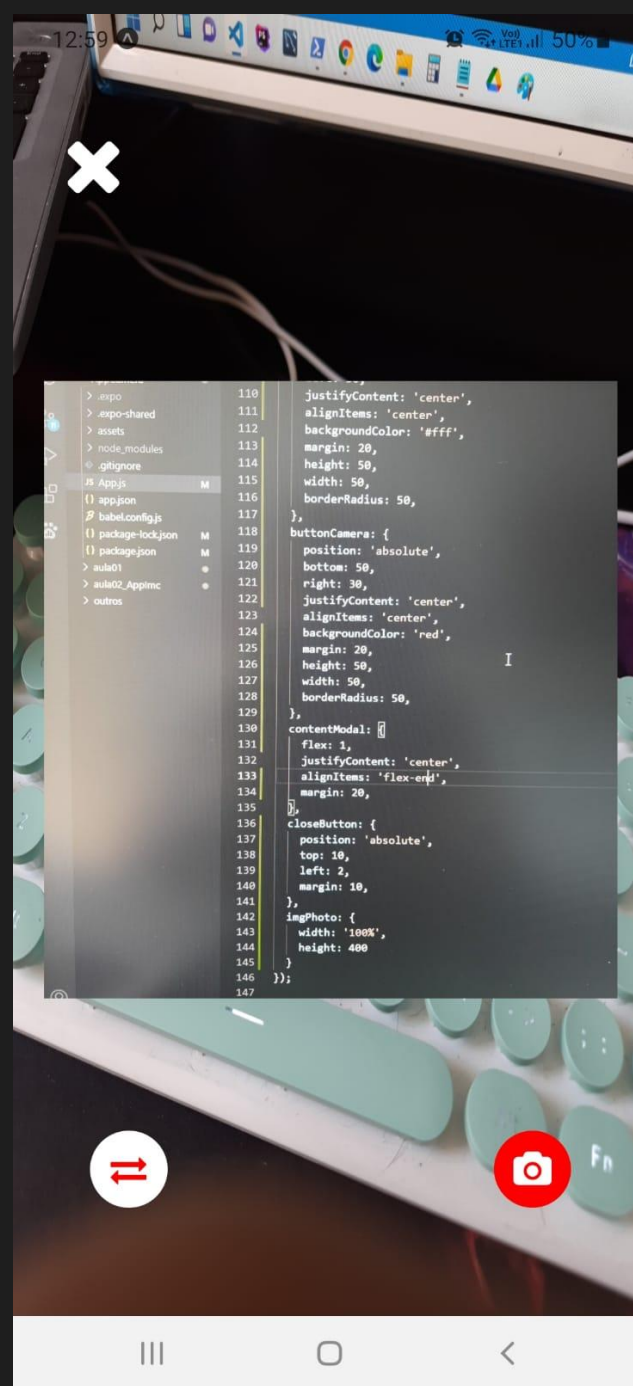 12:59
Vo)) LTE1 50%
> .expo
> .expo-shared
> assets
> node_modules
.gitignore
JS App.js M
{} app.json
babel.config.js
{} package-lock.json M
{} package.json M
> aula01
> aula02_AppImc
> outros
110 justifyContent: 'center',
111 alignItems: 'center',
112 backgroundColor: '#fff',
113 margin: 20,
114 height: 50,
115 width: 50,
116 borderRadius: 50,
117 },
118 buttonCamera: {
119 position: 'absolute',
120 bottom: 50,
121 right: 30,
122 justifyContent: 'center',
123 alignItems: 'center',
124 backgroundColor: 'red',
125 margin: 20,
126 height: 50,
127 width: 50,
128 borderRadius: 50,
129 },
130 contentModal: {
131 flex: 1,
132 justifyContent: 'center',
133 alignItems: 'flex-end',
134 margin: 20,
135 },
136 closeButton: {
137 position: 'absolute',
138 top: 10,
139 left: 2,
140 margin: 10,
141 },
142 imgPhoto: {
143 width: '100%',
144 height: 400
145 }
146 });
147
Fn